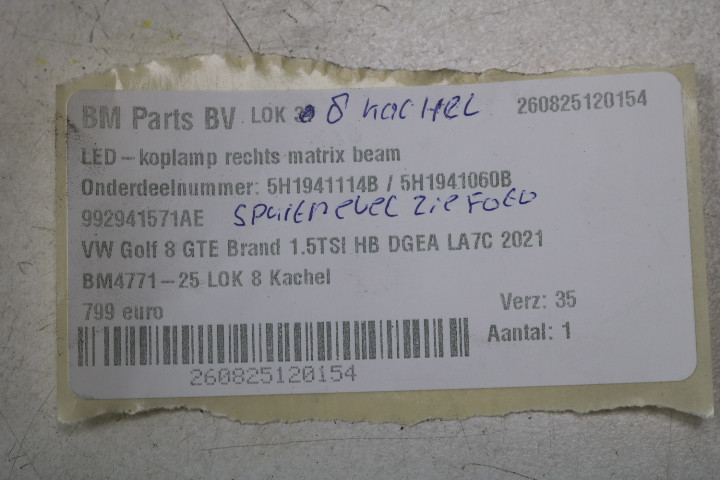 BM Parts BV LOK 8 KACHEL 260825120154
LED-koplamp rechts matrix beam
Onderdeelnummer: 5H1941114B / 5H1941060B
992941571AE SPUITNEVEL ZIE FOTO
VW Golf 8 GTE Brand 1.5TSI HB DGEA LA7C 2021
BM4771-25 LOK 8 Kachel
799 euro
Verz: 35
Aantal: 1
260825120154